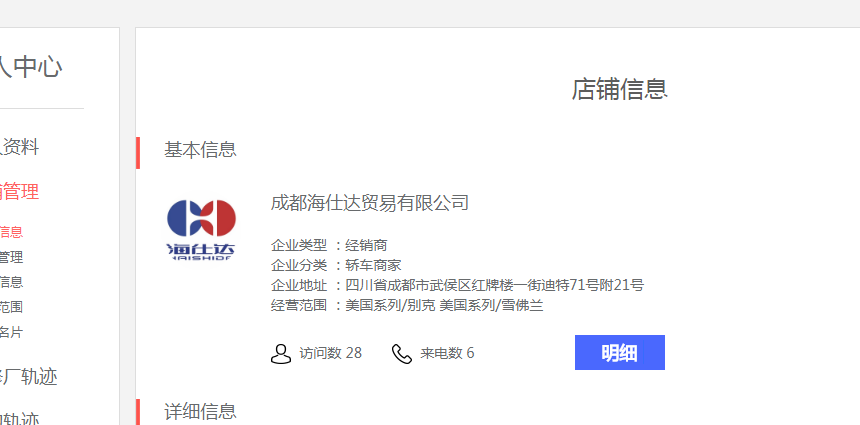 人中心
店铺信息
资料
基本信息
管理
信息
管理
信息
范围
名片
厂轨迹
轨迹
海仕达
成都海仕达贸易有限公司
企业类型 ：经销商
企业分类 ：轿车商家
企业地址 ：四川省成都市武侯区红牌楼一街迪特71号附21号
经营范围 ：美国系列/别克 美国系列/雪佛兰
访问数 28
来电数 6
明细
详细信息